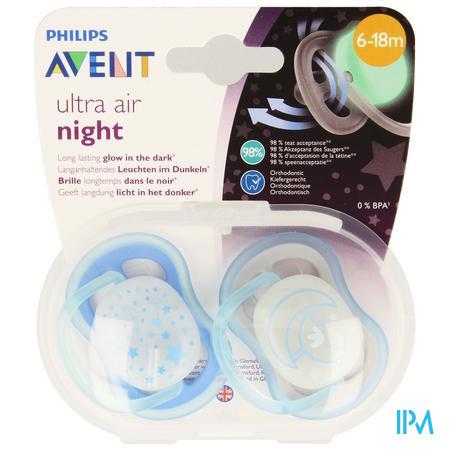 PHILIPS
AVENT
6-18m
ultra air
night
Long lasting glow in the dark*
Langanhaltendes Leuchten im Dunkeln*
Brille longtemps dans le noir*
Geeft langdurig licht in het donker*
98%
98 % teat acceptance**
98 % Akzeptanz des Saugers**
98 % d'acceptation de la tétine**
98 % speenacceptatie**
Orthodontic
Kiefergerecht
Orthodontique
Orthodontisch
0 % BPA¹
IPM